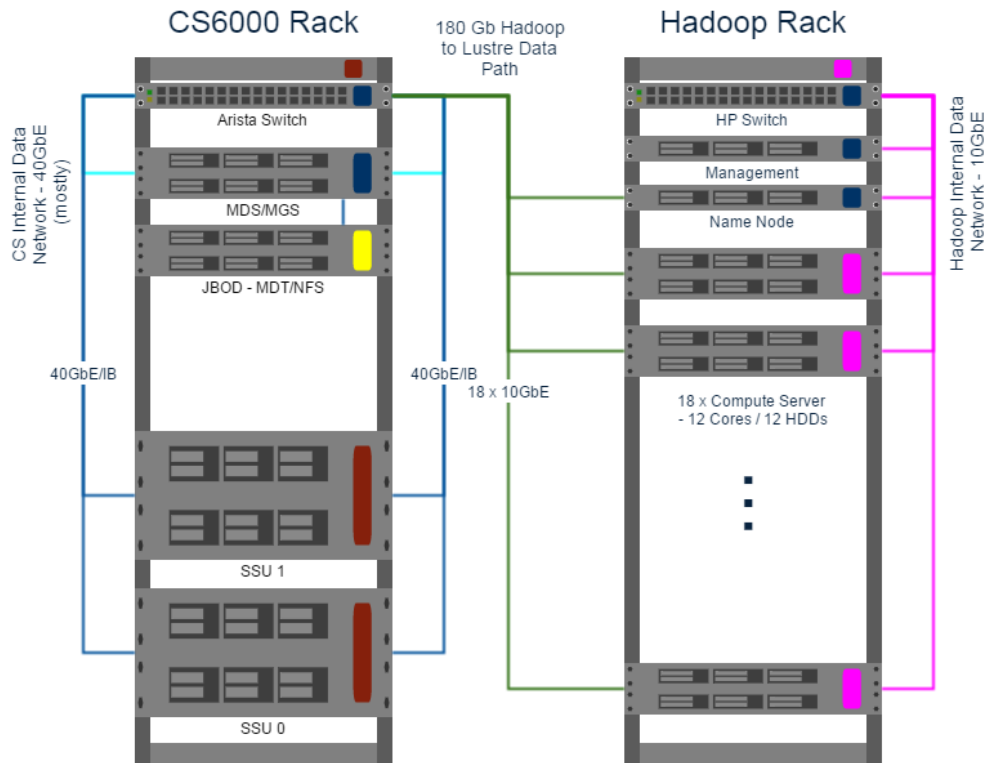 CS6000 Rack
180 Gb Hadoop
to Lustre Data
Path
Hadoop Rack
Arista Switch
HP Switch
CS Internal Data
Network - 40GbE
(mostly)
Management
MDS/MGS
Name Node
Hadoop Internal Data
Network - 10GbE
JBOD - MDT/NFS
40GbE/IB
40GbE/IB
18 x 10GbE
18 x Compute Server
- 12 Cores / 12 HDDs
SSU 1
SSU 0